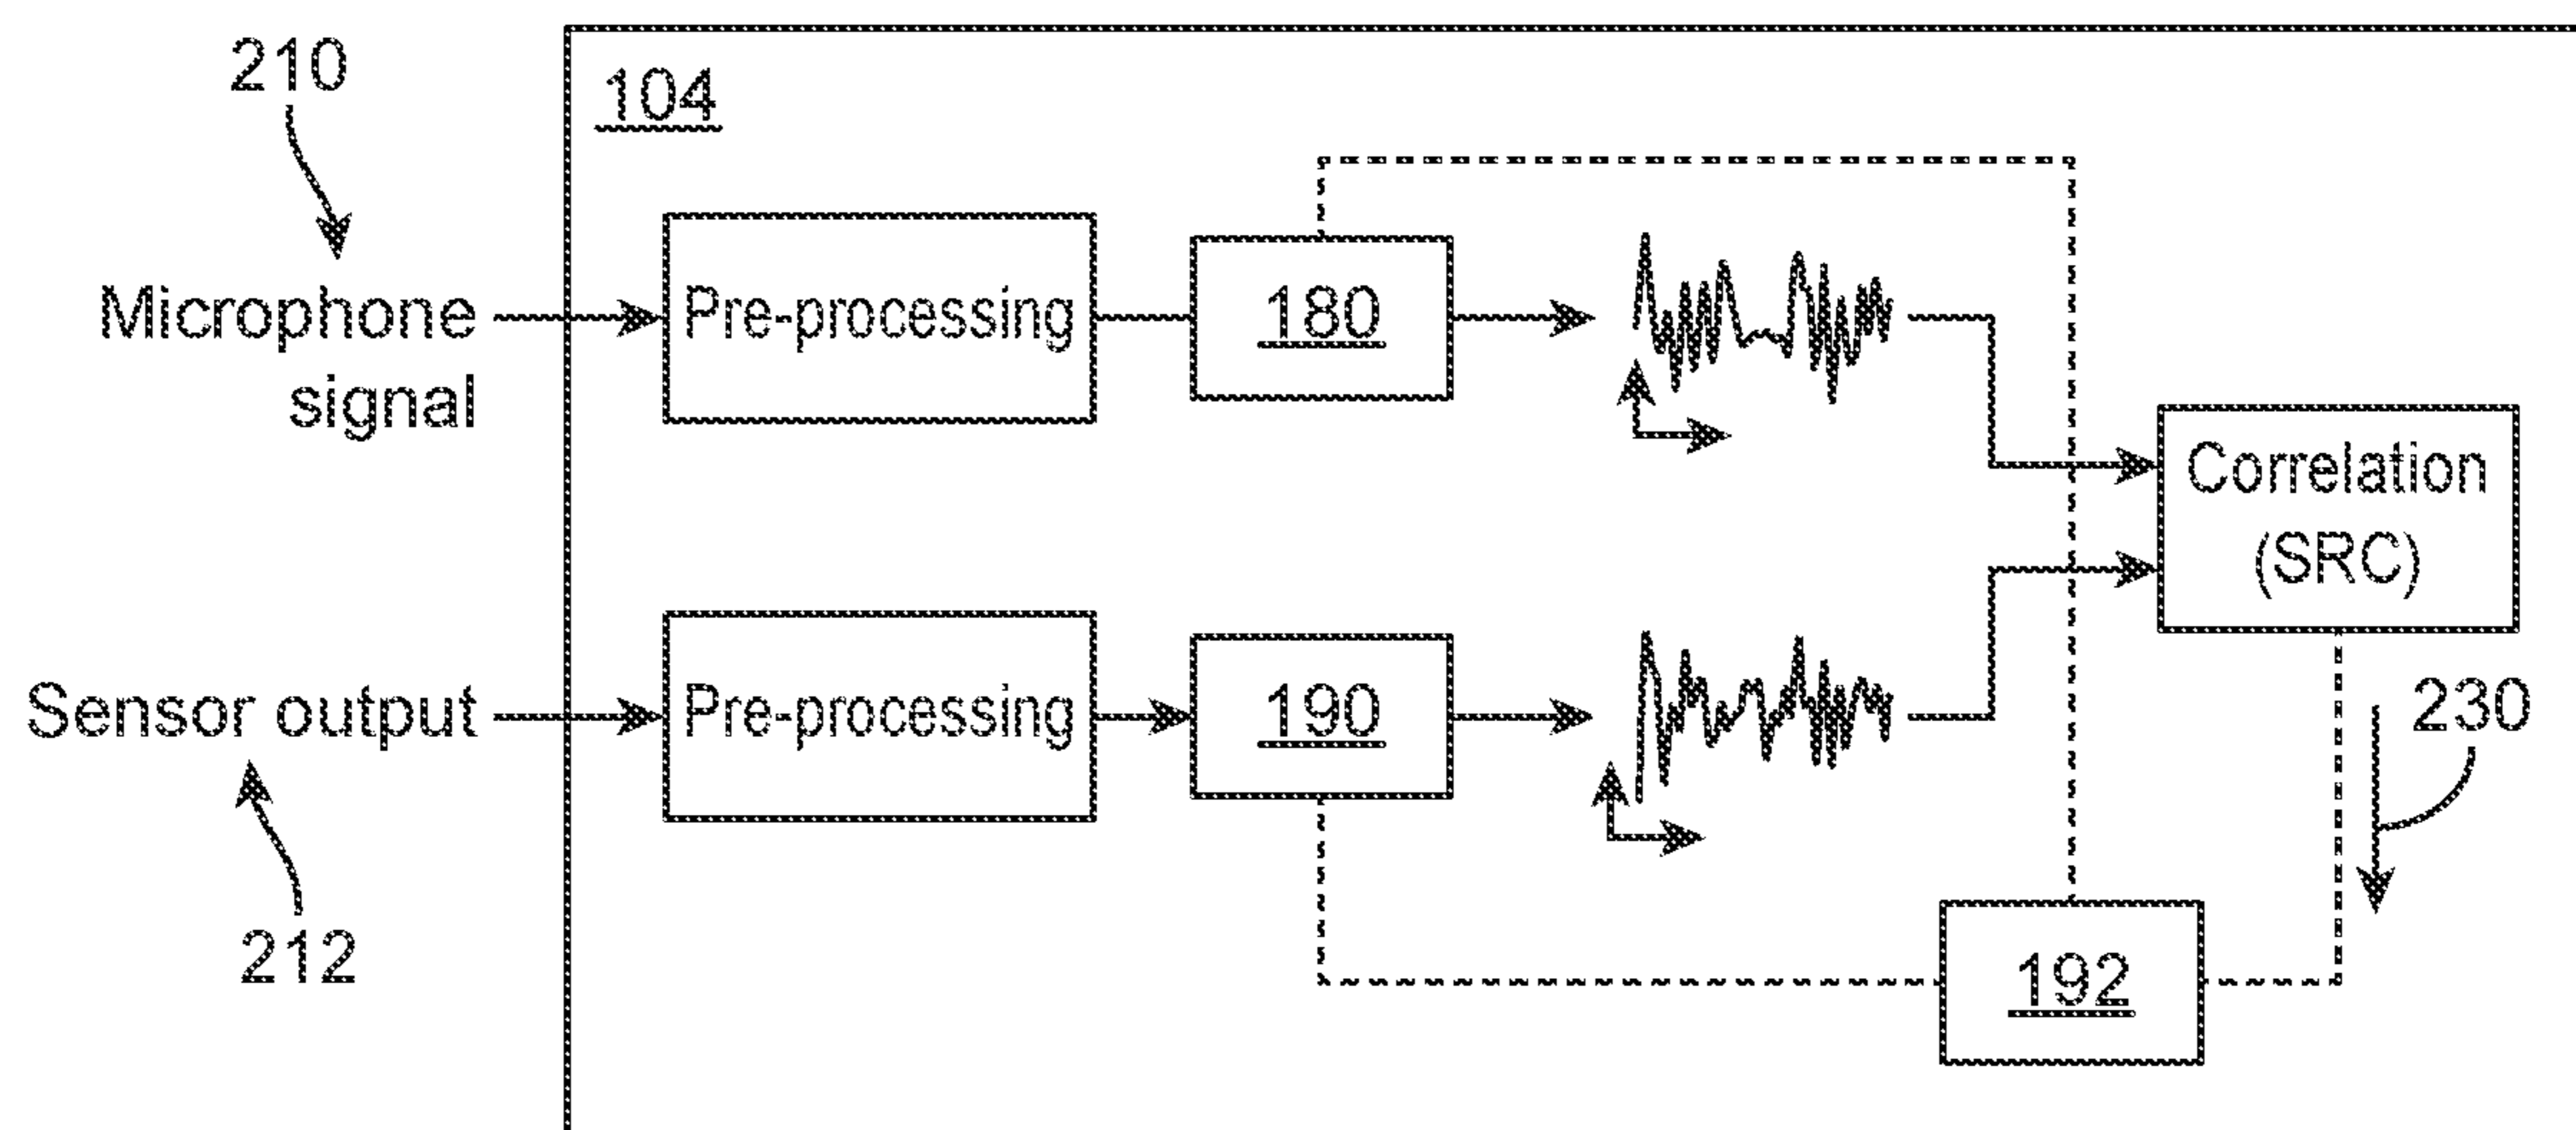 210
104
Microphone
signal
Pre-processing
180
Correlation
(SRC)
Sensor output
Pre-processing
190
230
212
192